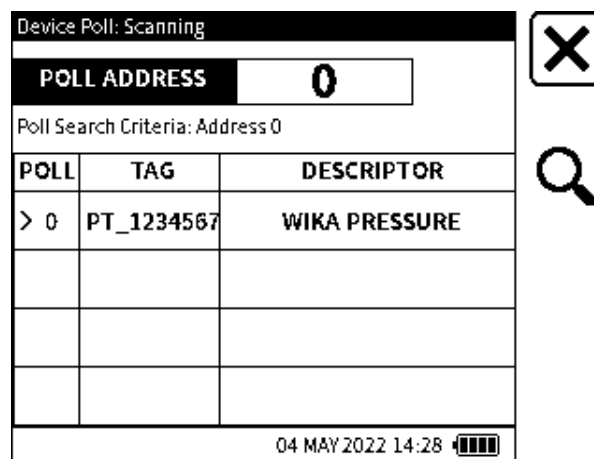 Device Poll: Scanning
POLL ADDRESS 0
Poll Search Criteria: Address 0
POLL TAG DESCRIPTOR
> 0 PT_1234567 WIKA PRESSURE
04 MAY 2022 14:28